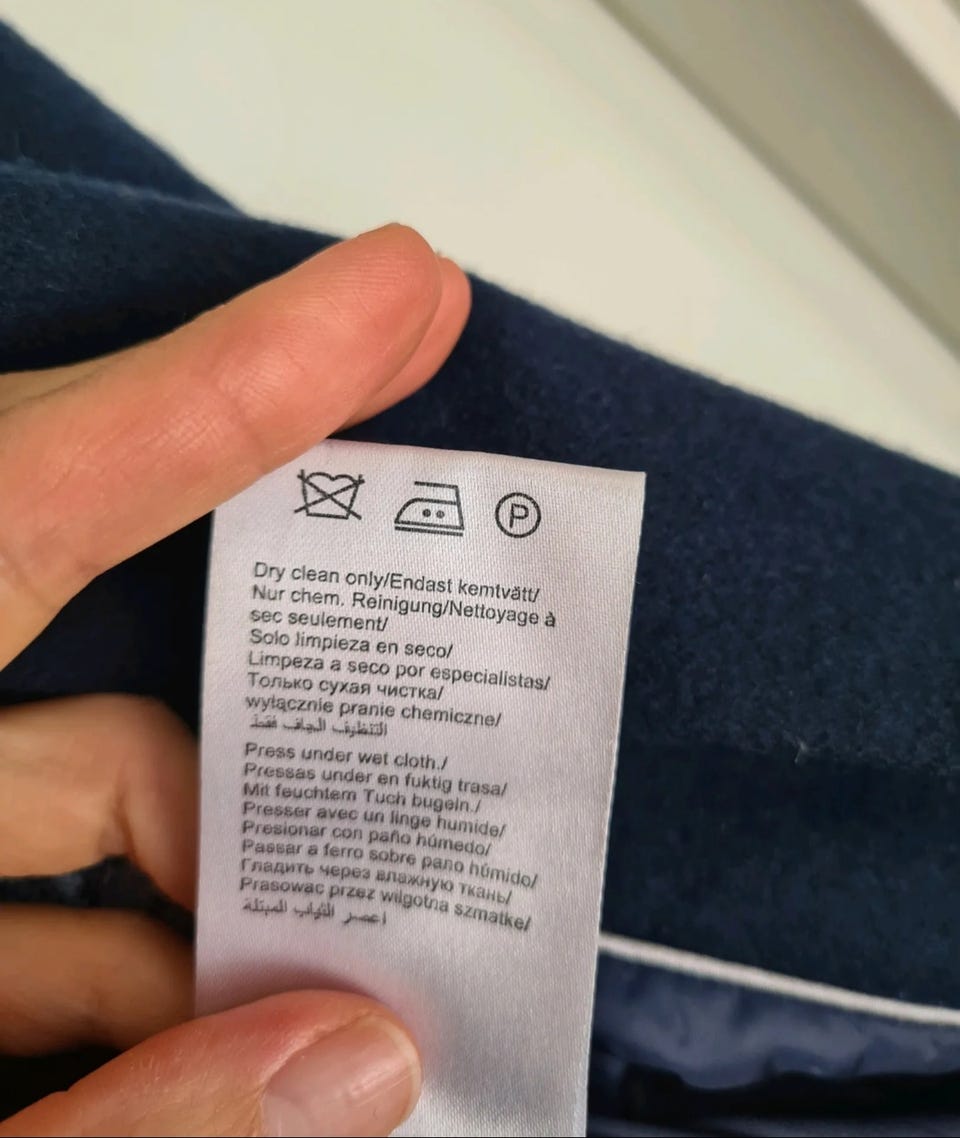 P
Dry clean only/Endast kemtvätt/
Nur chem. Reinigung/Nettoyage à
sec seulement/
Solo limpieza en seco/
Limpeza a seco por especialistas/
Только сухая чистка/
wyłącznie pranie chemiczne/
التنظيف الجاف فقط
Press under wet cloth./
Pressas under en fuktig trasa/
Mit feuchtem Tuch bugeln./
Presser avec un linge humide/
Presionar con paño húmedo/
Passar a ferro sobre pano húmido/
Гладить через влажную ткань/
Prasowac przez wilgotna szmatke/
اعصر الثياب المبتلة